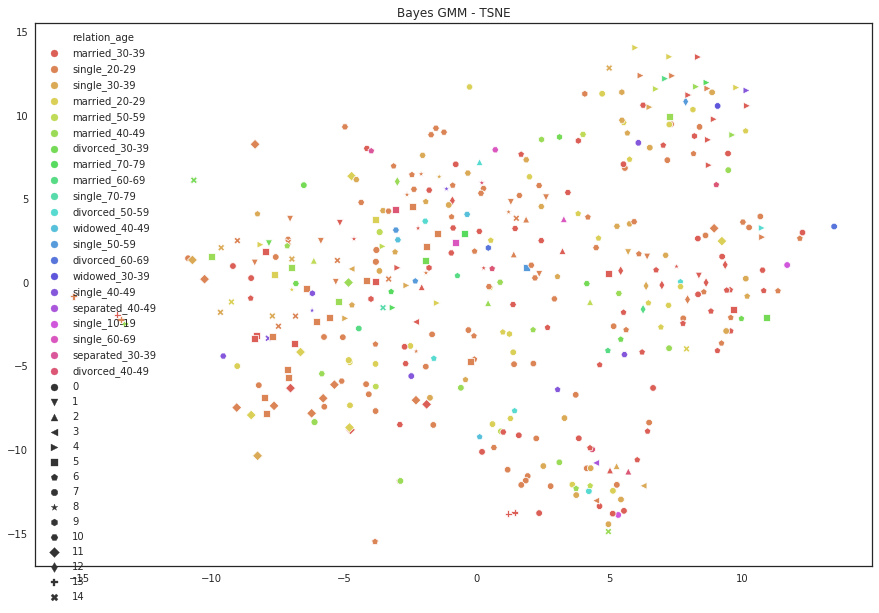 Bayes GMM - TSNE
15
10
5
0
−5
−10
−15
relation_age
married_30-39
single_20-29
single_30-39
married_20-29
married_50-59
married_40-49
divorced_30-39
married_70-79
married_60-69
single_70-79
divorced_50-59
widowed_40-49
single_50-59
divorced_60-69
widowed_30-39
single_40-49
separated_40-49
single_10-19
single_60-69
separated_30-39
divorced_40-49
0
1
2
3
4
5
6
7
8
9
10
11
12
13
14
−15 −10 −5 0 5 10